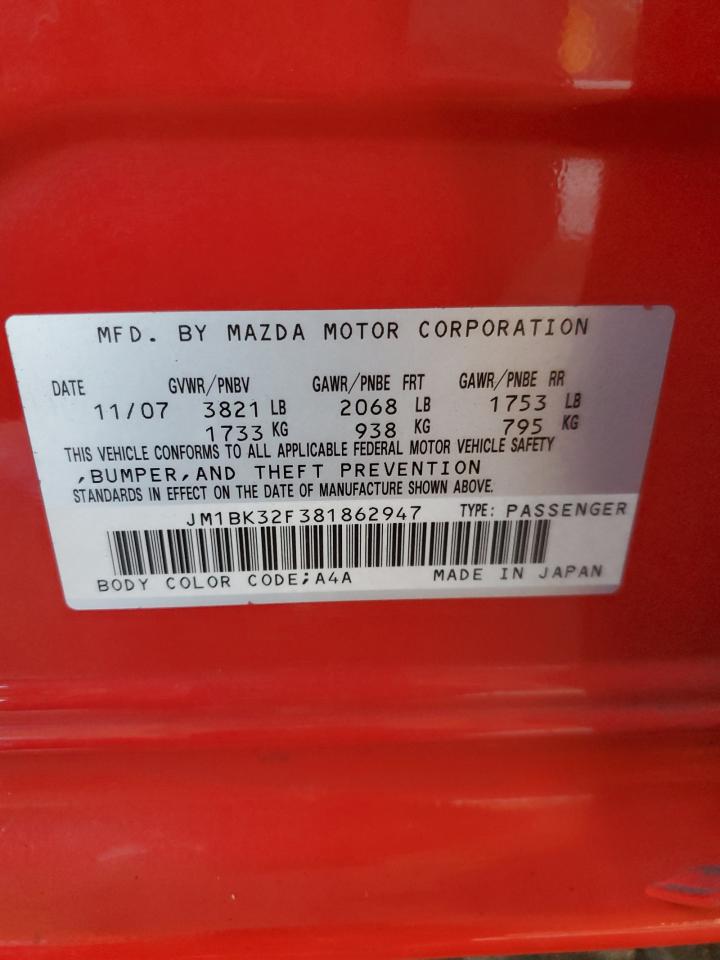 MFD. BY MAZDA MOTOR CORPORATION
DATE GVWR/PNBV GAWR/PNBE FRT GAWR/PNBE RR
11/07 3821 LB 2068 LB 1753 LB
1733 KG 938 KG 795 KG
THIS VEHICLE CONFORMS TO ALL APPLICABLE FEDERAL MOTOR VEHICLE SAFETY
,BUMPER,AND THEFT PREVENTION
STANDARDS IN EFFECT ON THE DATE OF MANUFACTURE SHOWN ABOVE.
JM1BK32F381862947 TYPE: PASSENGER
BODY COLOR CODE;A4A MADE IN JAPAN